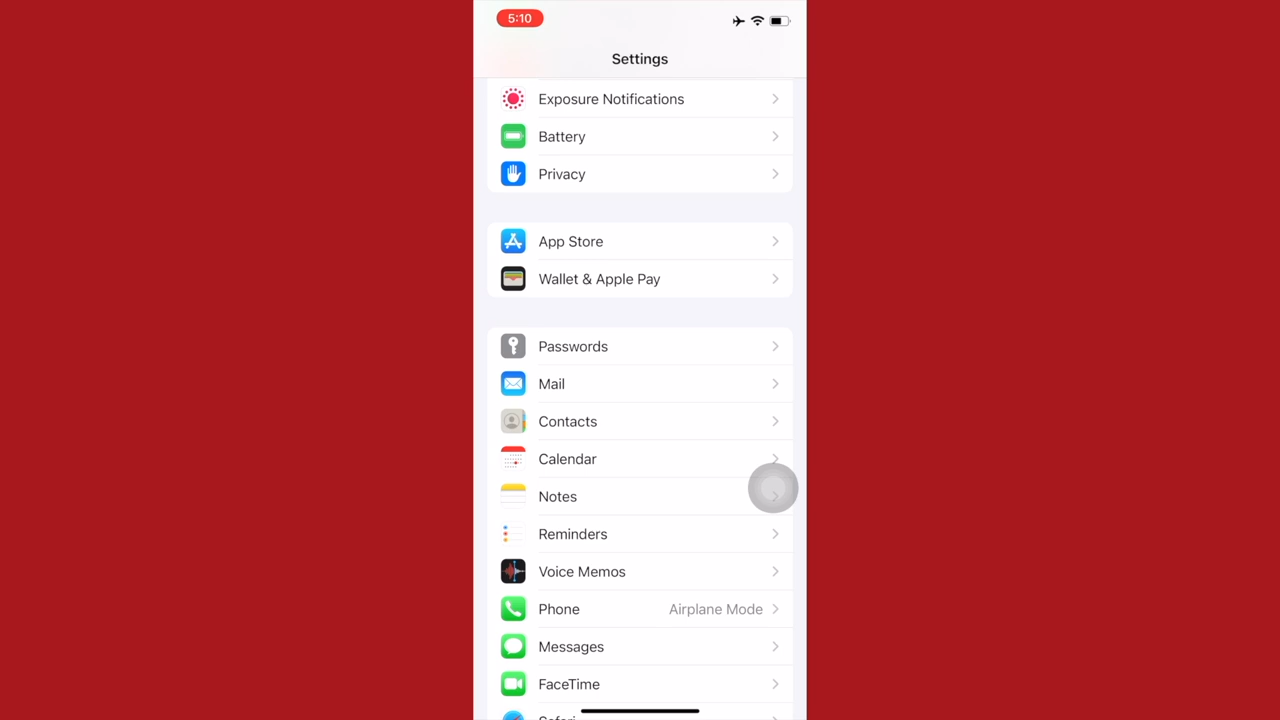 5:10
Settings
Exposure Notifications
Battery
Privacy
App Store
Wallet & Apple Pay
Passwords
Mail
Contacts
Calendar
Notes
Reminders
Voice Memos
Phone Airplane Mode
Messages
FaceTime
Safari